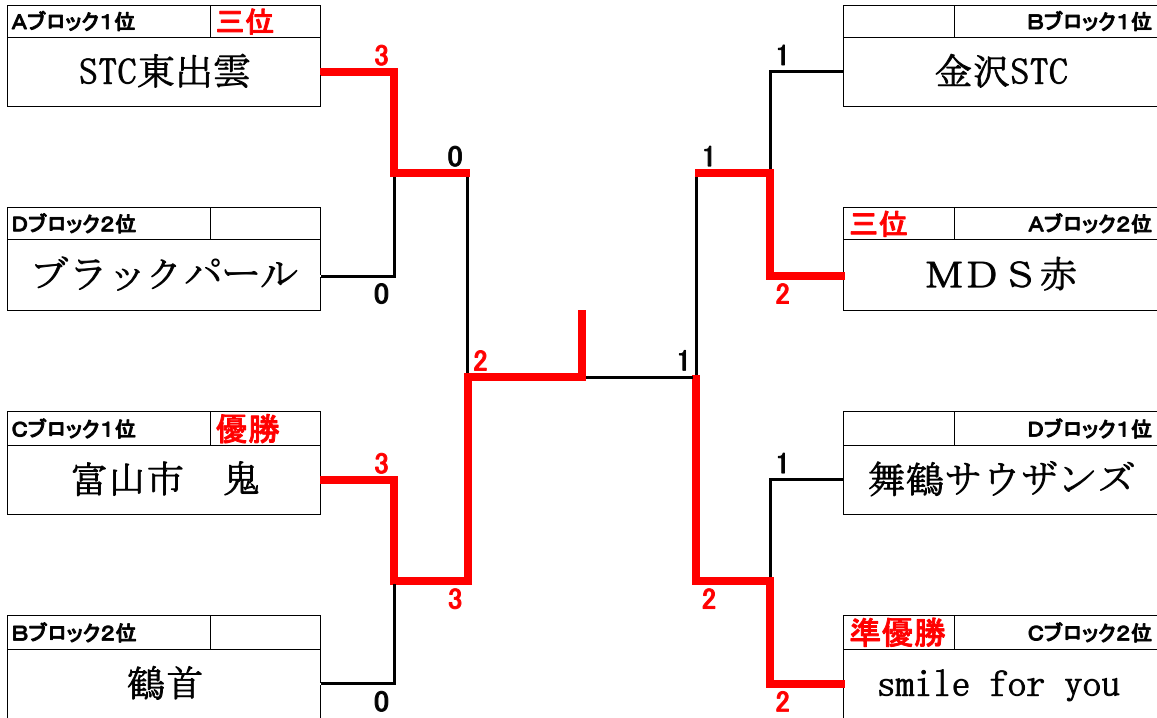 Aブロック1位 三位
STC東出雲
Bブロック1位
金沢STC
3
1
0
1
Dブロック2位
ブラックパール
三位 Aブロック2位
ＭＤＳ赤
0
2
2
1
Cブロック1位 優勝
富山市　鬼
Dブロック1位
舞鶴サウザンズ
3
1
3
2
Bブロック2位
鶴首
準優勝 Cブロック2位
smile for you
0
2